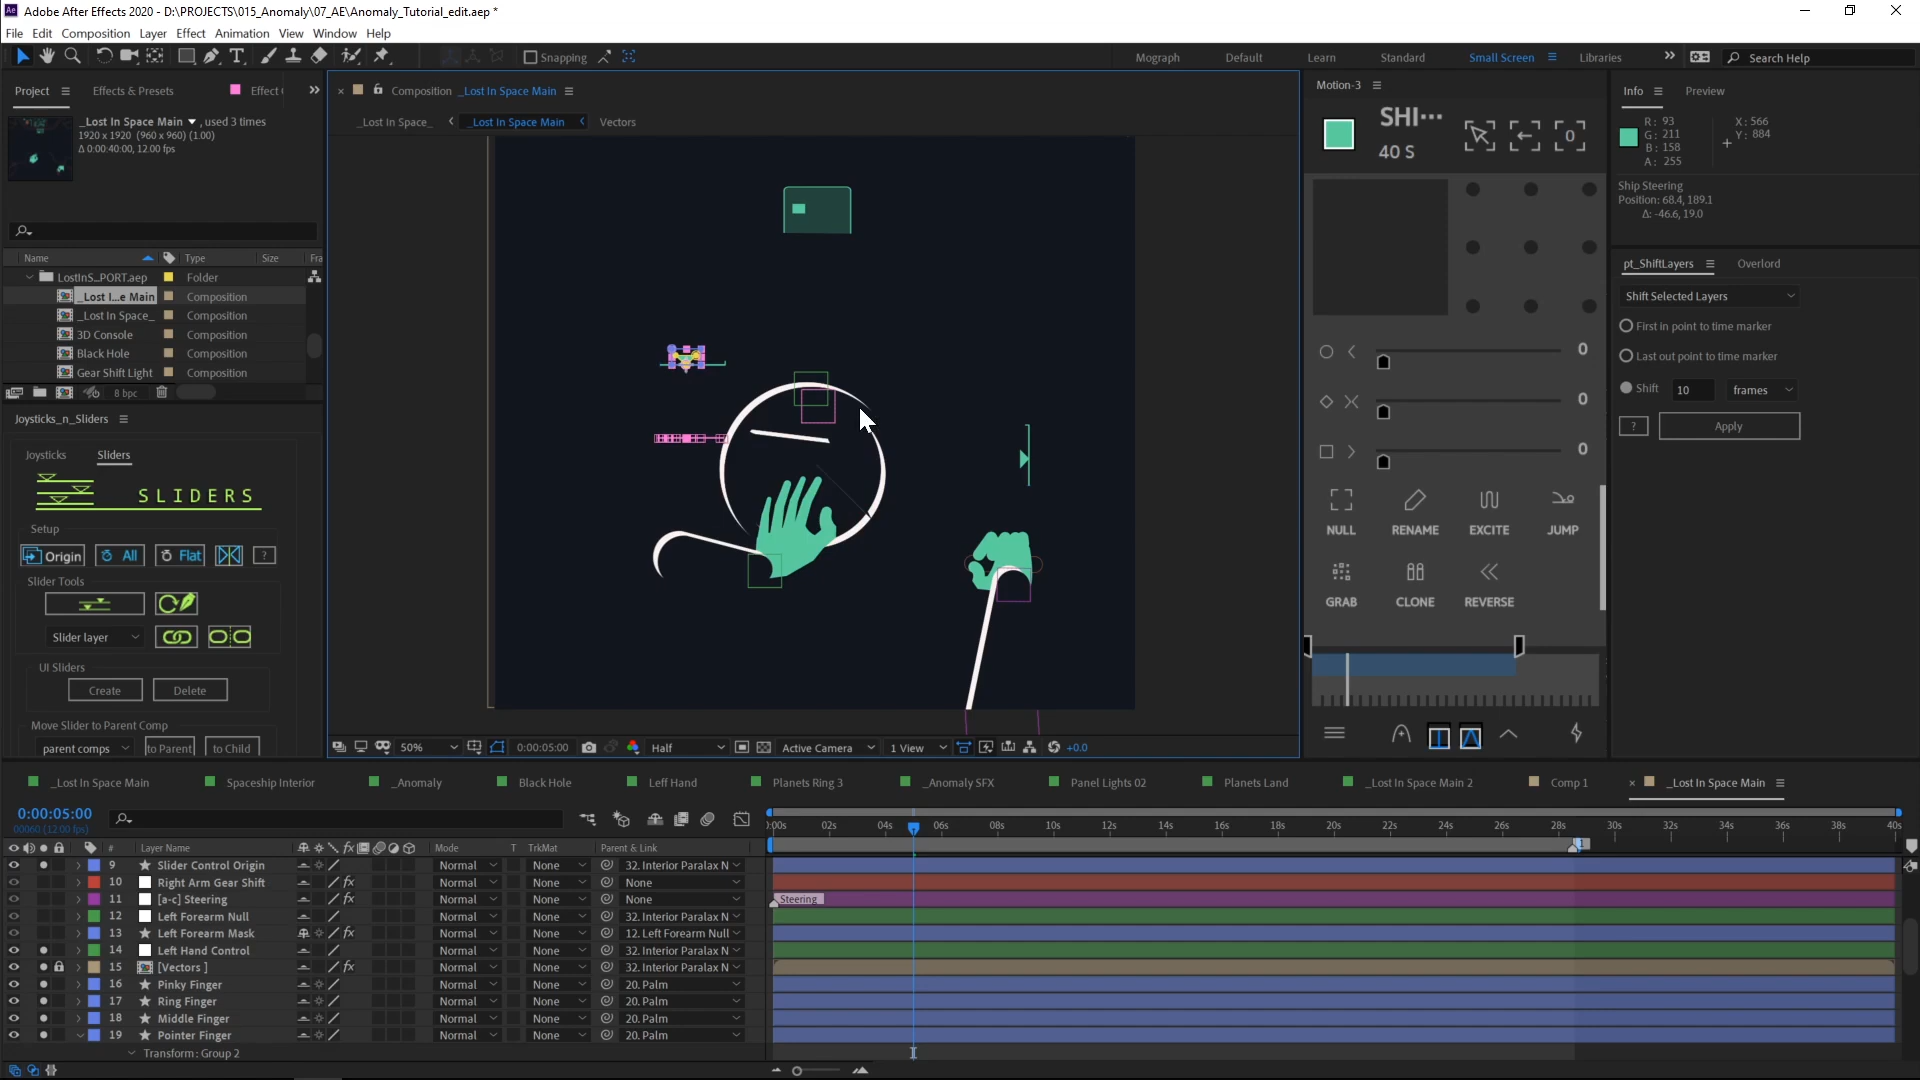 Adobe After Effects 2020 - D:\PROJECTS\015_Anomaly\07_AE\Anomaly_Tutorial_edit.aep *
File Edit Composition Layer Effect Animation View Window Help
Snapping Mograph Default Learn Standard Small Screen Libraries Search Help
Project Effects & Presets Effect
_Lost In Space Main , used 3 times
1920 x 1920 (960 x 960) (1.00)
Δ 0:00:40:00, 12.00 fps
Name Type Size Fra
LostInS...PORT.aep Folder
_Lost I...e Main Composition
_Lost In Space_ Composition
3D Console Composition
Black Hole Composition
Gear Shift Light Composition
8 bpc
Joysticks_n_Sliders
Joysticks Sliders
SLIDERS
Setup
Origin All Flat ?
Slider Tools
Slider layer
UI Sliders
Create Delete
Move Slider to Parent Comp
parent comps to Parent to Child
Composition _Lost In Space Main
_Lost In Space_ _Lost In Space Main Vectors
50% 0:00:05:00 Half Active Camera 1 View +0.0
Motion-3
SHI...
40 S
0
0
0
0
NULL RENAME EXCITE JUMP
GRAB CLONE REVERSE
Info Preview
R: 93
G: 211
B: 158
A: 255
X: 566
Y: 884
Ship Steering
Position: 68.4, 189.1
Δ: -46.6, 19.0
pt_ShiftLayers Overlord
Shift Selected Layers
First in point to time marker
Last out point to time marker
Shift 10 frames
? Apply
_Lost In Space Main Spaceship Interior _Anomaly Black Hole Leff Hand Planets Ring 3 _Anomaly SFX Panel Lights 02 Planets Land _Lost In Space Main 2 Comp 1 _Lost In Space Main
0:00:05:00
00060 (12.00 fps)
:00s 02s 04s 06s 08s 10s 12s 14s 16s 18s 20s 22s 24s 26s 28s 30s 32s 34s 36s 38s 40s
# Layer Name Mode T TrkMat Parent & Link
1
9 Slider Control Origin Normal None 32. Interior Paralax N
10 Right Arm Gear Shift Normal None None
11 [a-c] Steering Normal None None Steering
12 Left Forearm Null Normal None 32. Interior Paralax N
13 Left Forearm Mask Normal None 12. Left Forearm Null
14 Left Hand Control Normal None 32. Interior Paralax N
15 [Vectors ] Normal None 32. Interior Paralax N
16 Pinky Finger Normal None 20. Palm
17 Ring Finger Normal None 20. Palm
18 Middle Finger Normal None 20. Palm
19 Pointer Finger Normal None 20. Palm
Transform: Group 2